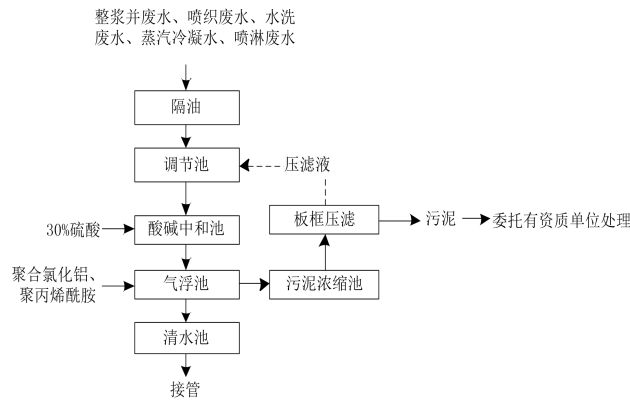 整浆并废水、喷织废水、水洗
废水、蒸汽冷凝水、喷淋废水
隔油
调节池
压滤液
30%硫酸
酸碱中和池
板框压滤
污泥
委托有资质单位处理
聚合氯化铝、
聚丙烯酰胺
气浮池
污泥浓缩池
清水池
接管